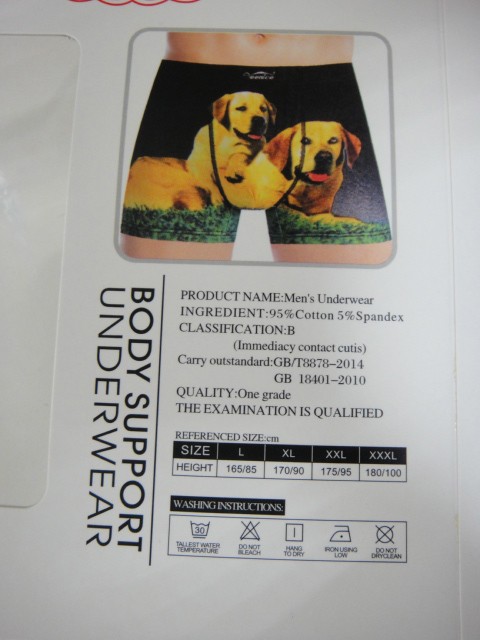 BODY SUPPORT
UNDERWEAR
PRODUCT NAME:Men's Underwear
INGREDIENT:95%Cotton 5%Spandex
CLASSIFICATION:B
(Immediacy contact cutis)
Carry outstandard:GB/T8878-2014
GB 18401-2010
QUALITY:One grade
THE EXAMINATION IS QUALIFIED
REFERENCED SIZE:cm
SIZE L XL XXL XXXL
HEIGHT 165/85 170/90 175/95 180/100
WASHING INSTRUCTIONS:
30
TALLEST WATER TEMPERATURE
DO NOT BLEACH
HANG TO DRY
IRON USING LOW
DO NOT DRYCLEAN